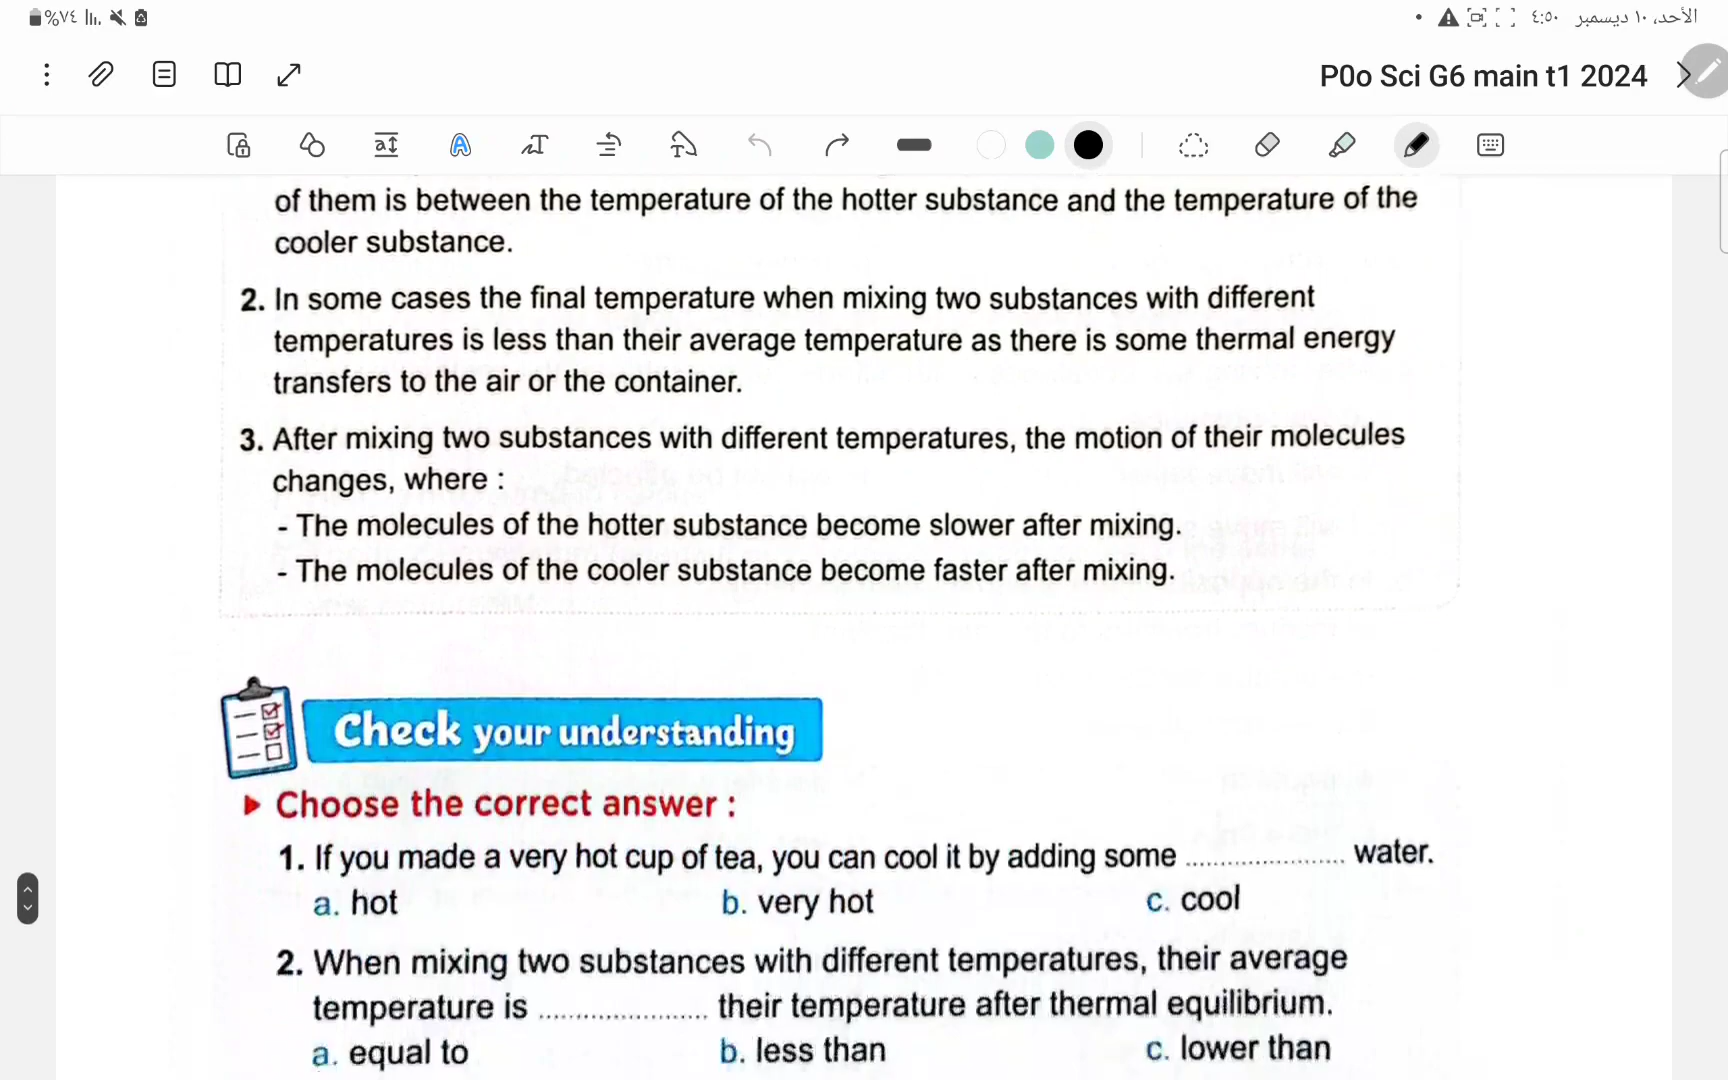 %٧٤
الأحد، ١٠ ديسمبر ٤:٥٠
P0o Sci G6 main t1 2024
of them is between the temperature of the hotter substance and the temperature of the
cooler substance.
2. In some cases the final temperature when mixing two substances with different
temperatures is less than their average temperature as there is some thermal energy
transfers to the air or the container.
3. After mixing two substances with different temperatures, the motion of their molecules
changes, where :
- The molecules of the hotter substance become slower after mixing.
- The molecules of the cooler substance become faster after mixing.
Check your understanding
Choose the correct answer :
1. If you made a very hot cup of tea, you can cool it by adding some ..................... water.
a. hot b. very hot c. cool
2. When mixing two substances with different temperatures, their average
temperature is ...................... their temperature after thermal equilibrium.
a. equal to b. less than c. lower than